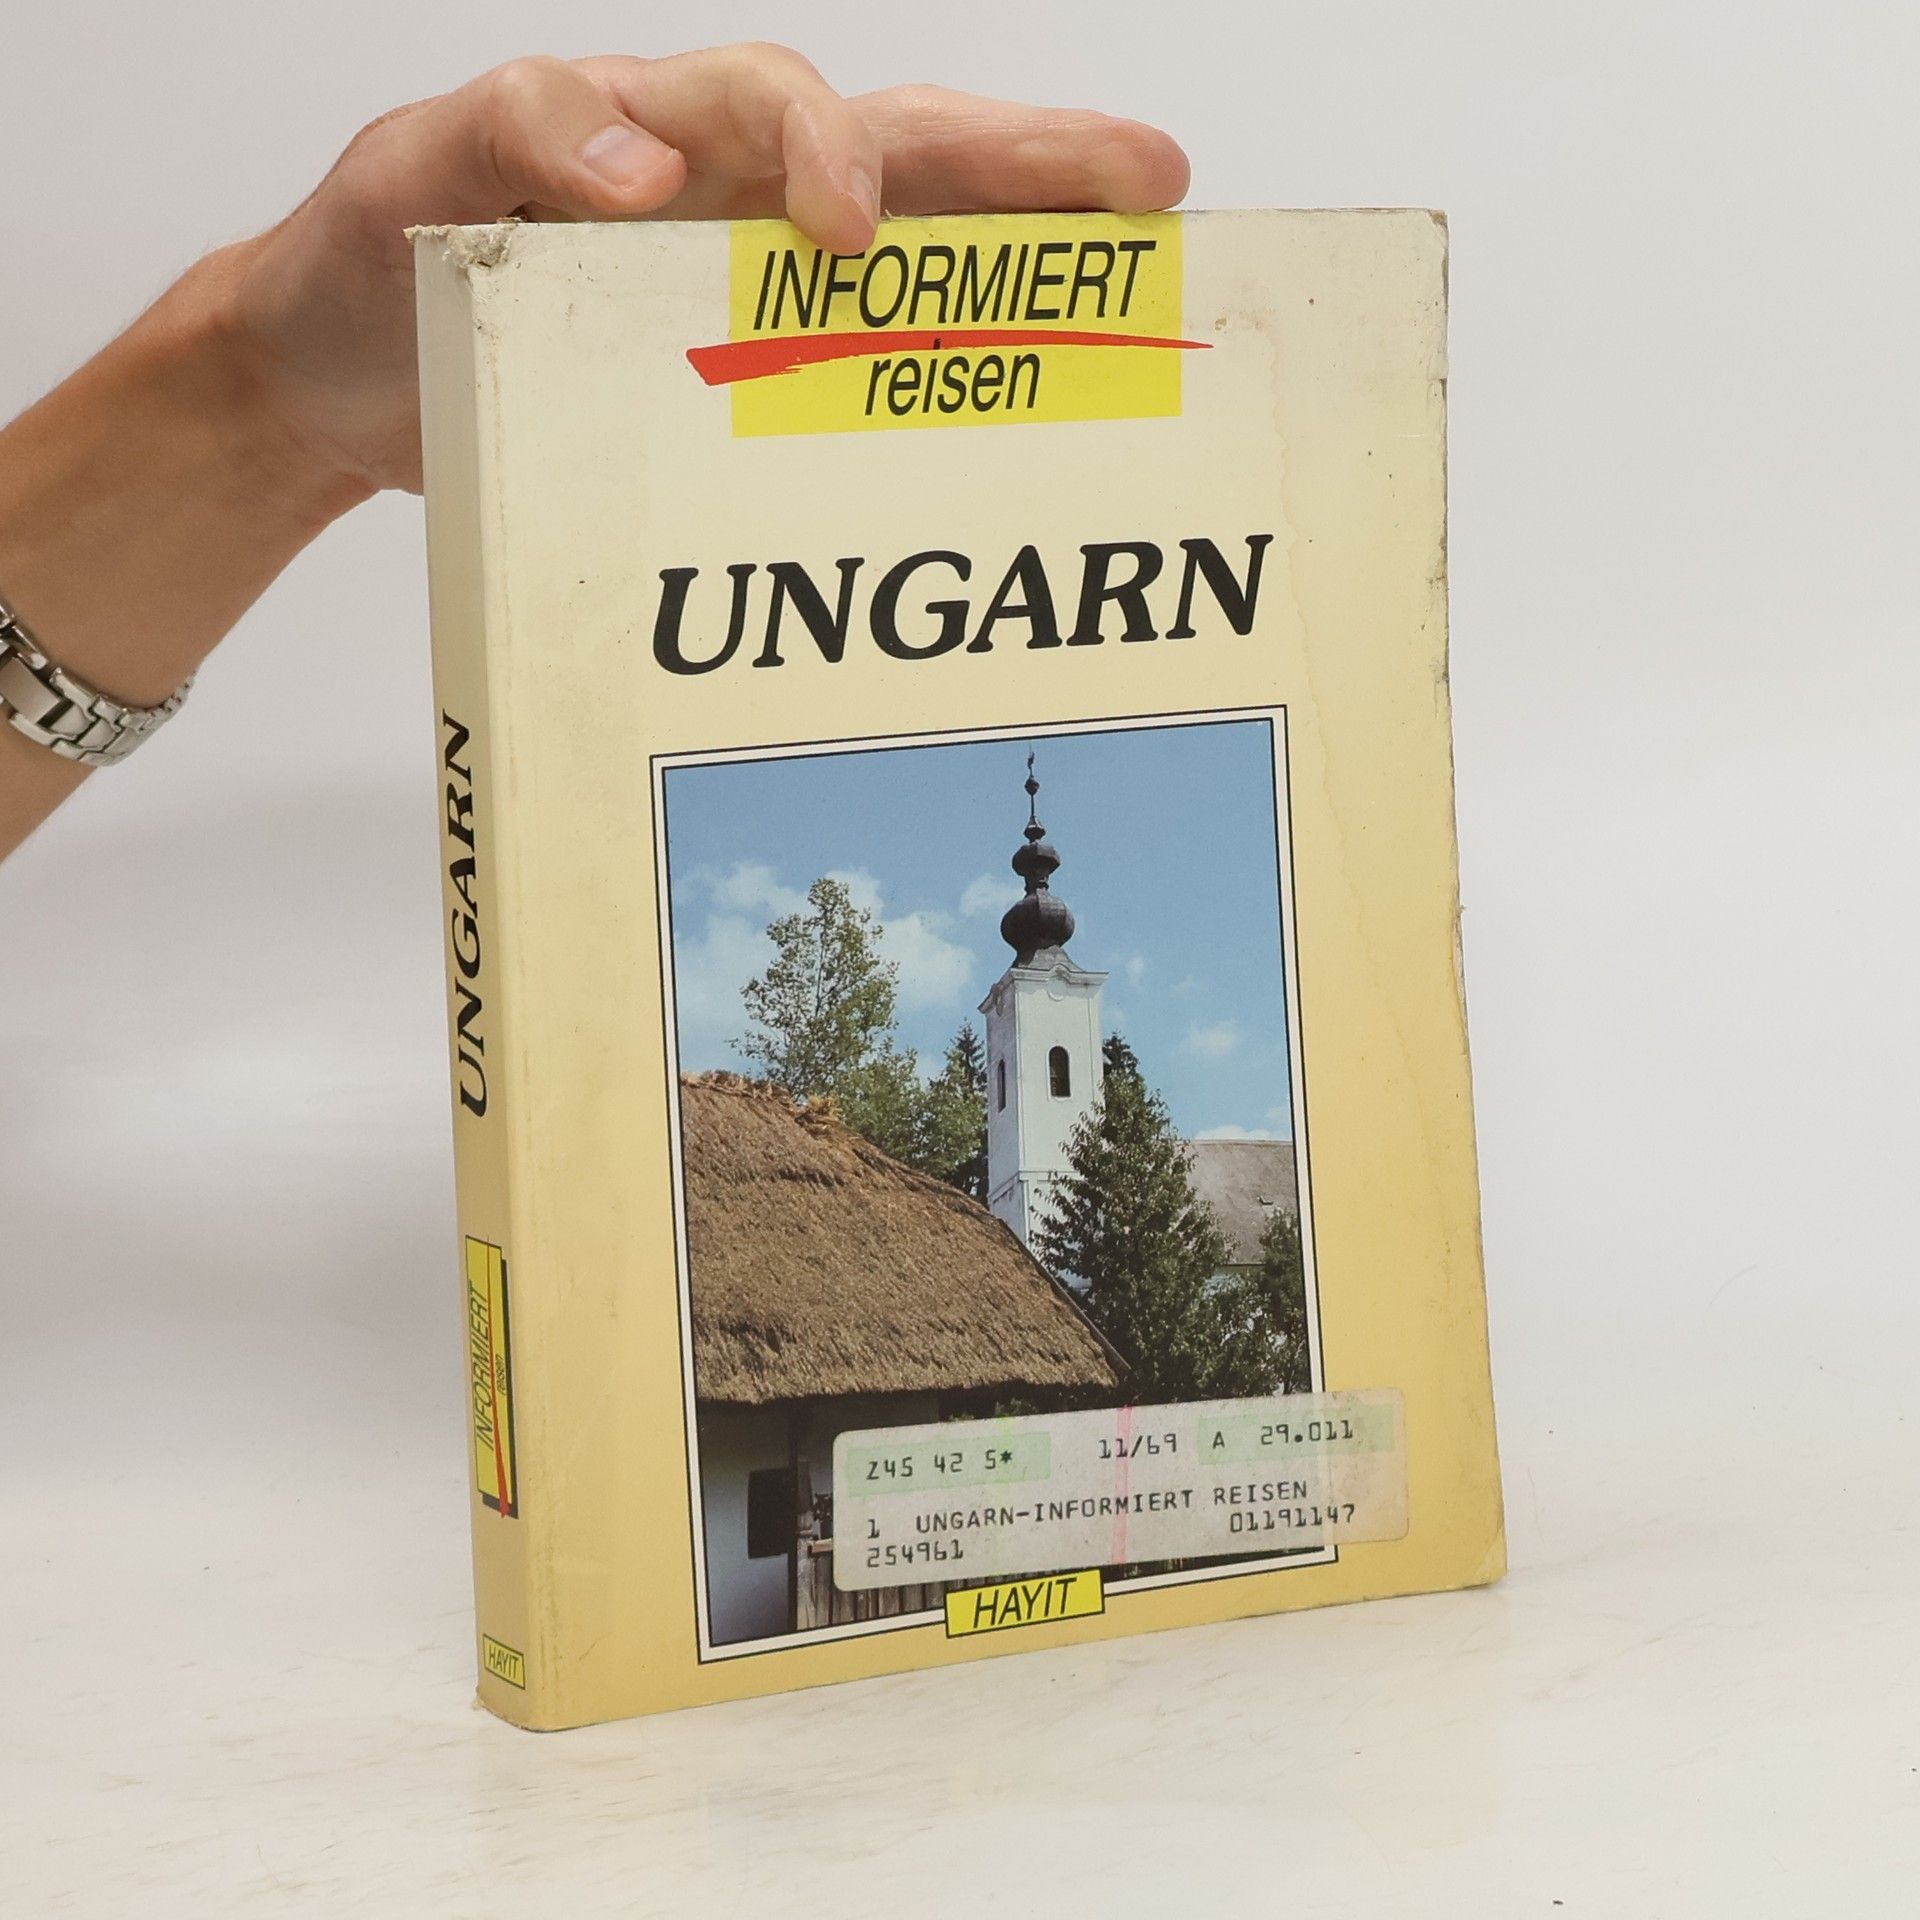 INFORMIERT
reisen
UNGARN
Z45 42 5* 11/69 A 29.011
1 UNGARN-INFORMIERT REISEN
01191147
254961
HAYIT
UNGARN
INFORMIERT
reisen
HAYIT